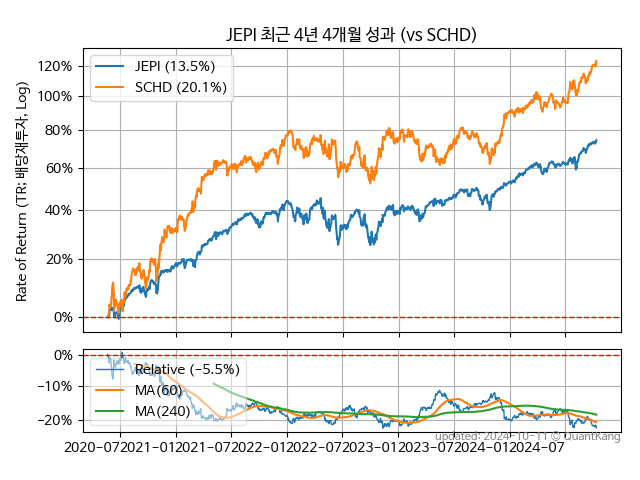 JEPI 최근 4년 4개월 성과 (vs SCHD)
JEPI (13.5%)
SCHD (20.1%)
120%
100%
80%
60%
40%
20%
0%
Rate of Return (TR: 배당재투자, Log)
Relative (−5.5%)
MA(60)
MA(240)
0%
−10%
−20%
2020-07 2021-01 2021-07 2022-01 2022-07 2023-01 2023-07 2024-01 2024-07
updated: 2024-10-11 © QuantKang